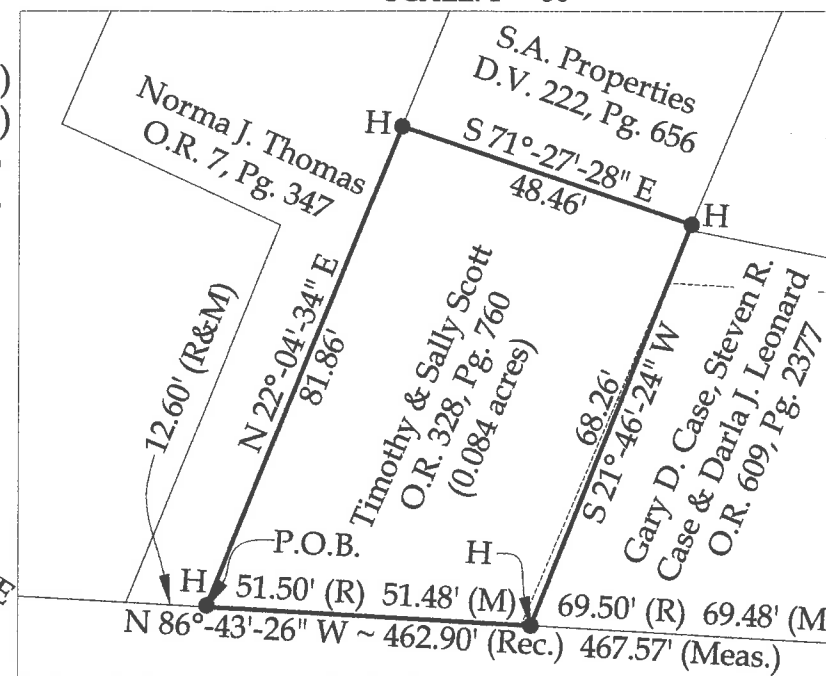 S.A. Properties
D.V. 222, Pg. 656
Norma J. Thomas
O.R. 7, Pg. 347
H
S 71°-27'-28" E
48.46'
H
N 22°-04'-34" E
81.86'
Timothy & Sally Scott
O.R. 328, Pg. 760
(0.084 acres)
68.26'
S 21°-46'-24" W
Gary D. Case, Steven R.
Case & Darla J. Leonard
O.R. 609, Pg. 2377
12.60' (R&M)
P.O.B.
H
H
51.50' (R) 51.48' (M)
69.50' (R) 69.48' (M
N 86°-43'-26" W ~ 462.90' (Rec.) 467.57' (Meas.)
)
)
E